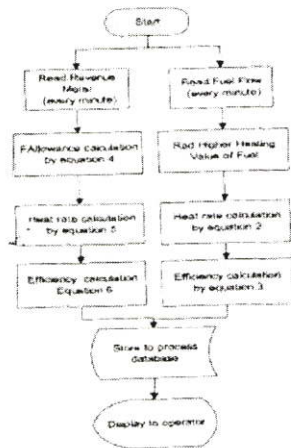 Start
Read Revenue
Meter
(every minute)
Read Fuel Flow
(every minute)
FAllowance calculation
by equation 4
Rad Higher Heating
Value of Fuel
Heat rate calculation
by equation 5
Heat rate calculation
by equation 2
Efficiency calculation
Equation 6
Efficiency calculation
by equation 3
Store to process
database
Display to operator